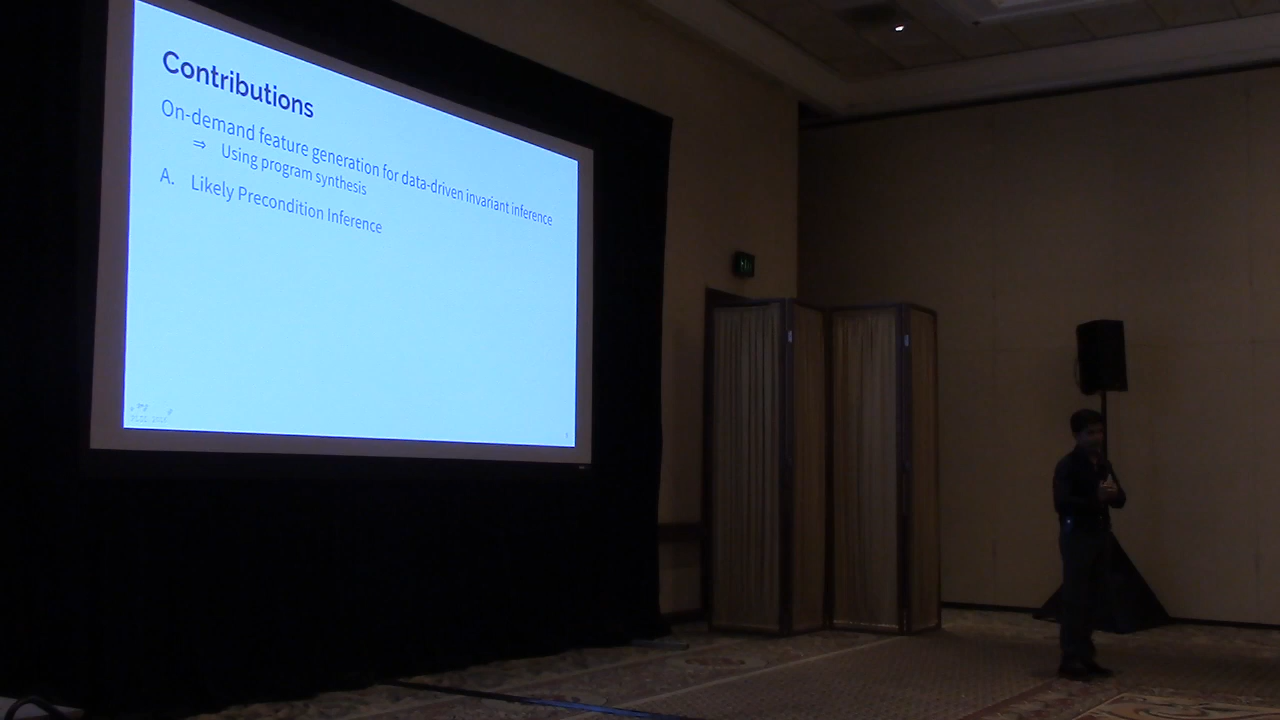 Contributions
On-demand feature generation for data-driven invariant inference
⇒ Using program synthesis
A. Likely Precondition Inference